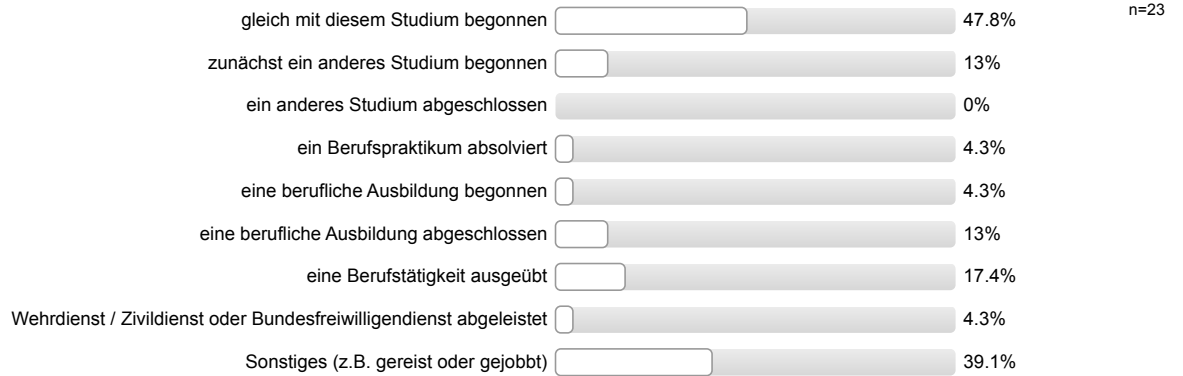 gleich mit diesem Studium begonnen 47.8% n=23
zunächst ein anderes Studium begonnen 13%
ein anderes Studium abgeschlossen 0%
ein Berufspraktikum absolviert 4.3%
eine berufliche Ausbildung begonnen 4.3%
eine berufliche Ausbildung abgeschlossen 13%
eine Berufstätigkeit ausgeübt 17.4%
Wehrdienst / Zivildienst oder Bundesfreiwilligendienst abgeleistet 4.3%
Sonstiges (z.B. gereist oder gejobbt) 39.1%